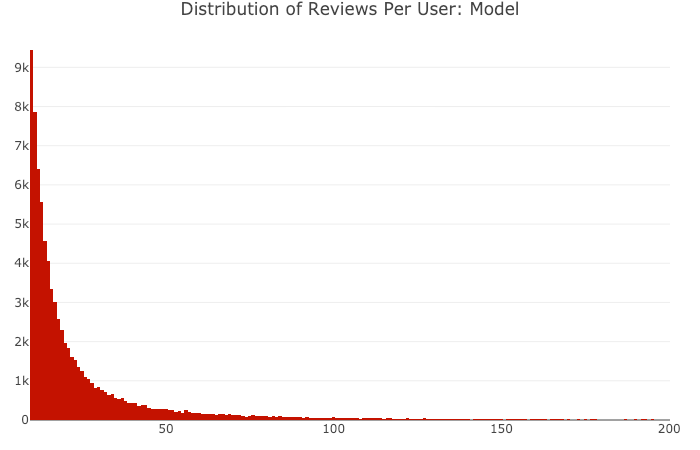 Distribution of Reviews Per User: Model
9k
8k
7k
6k
5k
4k
3k
2k
1k
0
50 100 150 200